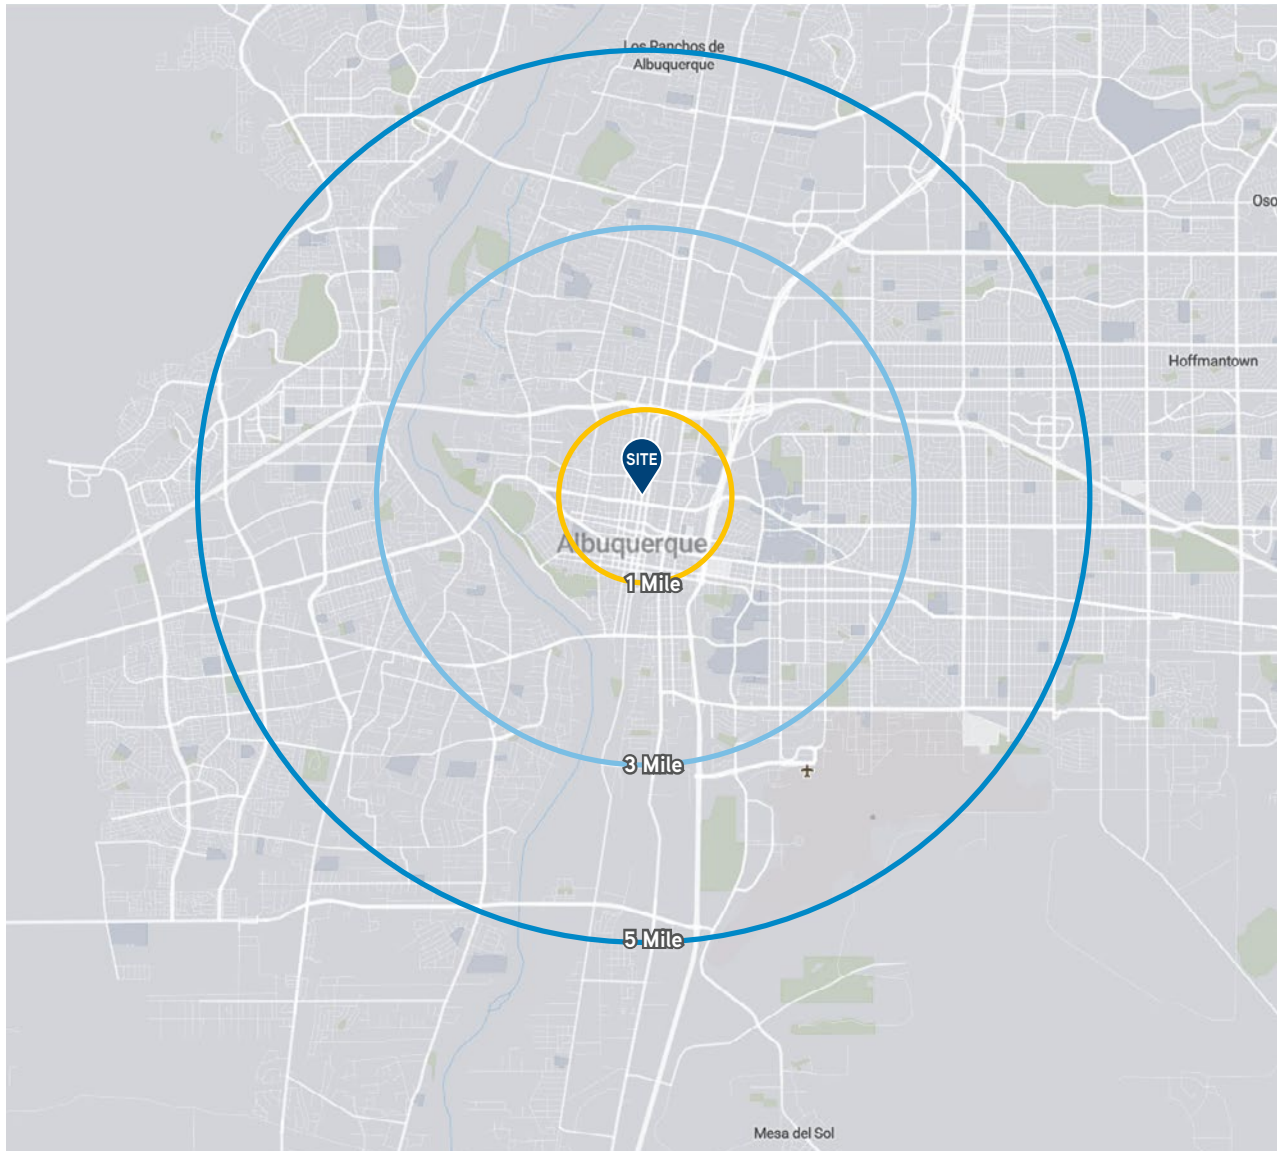 Los Ranchos de
Albuquerque
Oso
Hoffmantown
SITE
Albuquerque
1 Mile
3 Mile
5 Mile
Mesa del Sol